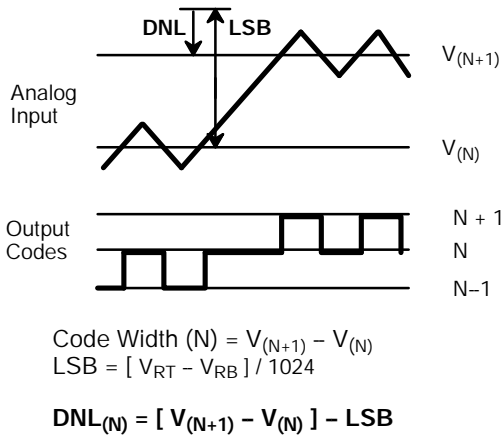 DNL LSB
V(N+1)
Analog
Input
V(N)
Output
Codes
N + 1
N
N–1
Code Width (N) = V(N+1) – V(N)
LSB = [ VRT – VRB ] / 1024
DNL(N) = [ V(N+1) – V(N) ] – LSB